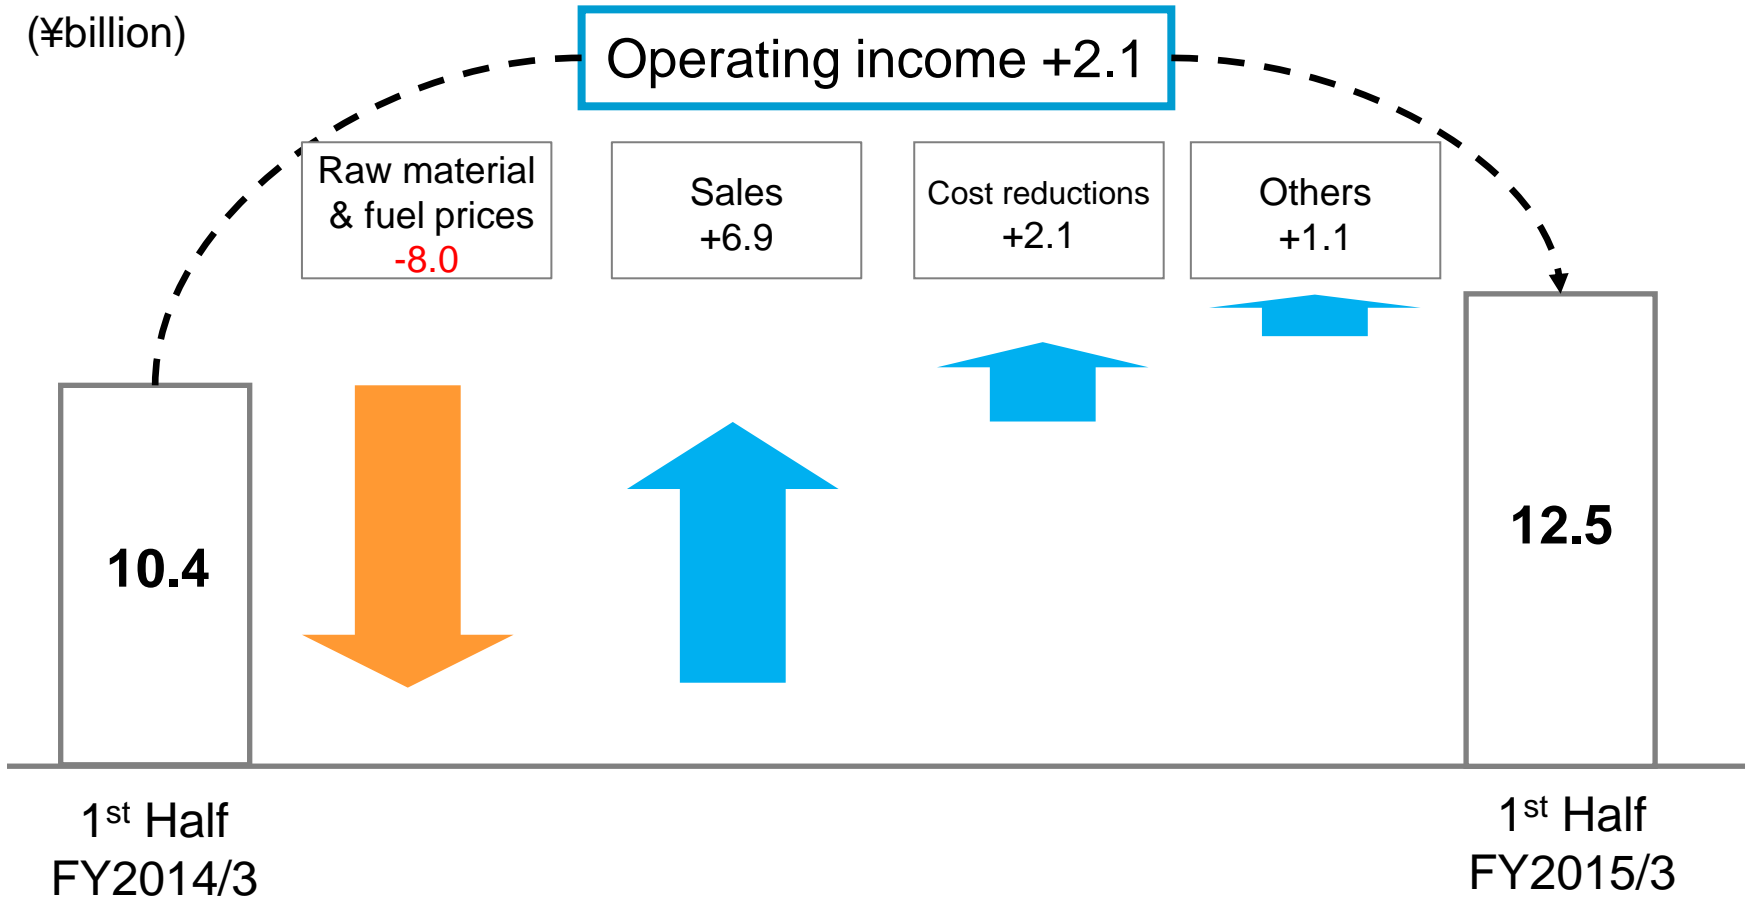 (¥billion)
Operating income +2.1
Raw material
& fuel prices
-8.0
Sales
+6.9
Cost reductions
+2.1
Others
+1.1
10.4
12.5
1st Half
FY2014/3
1st Half
FY2015/3